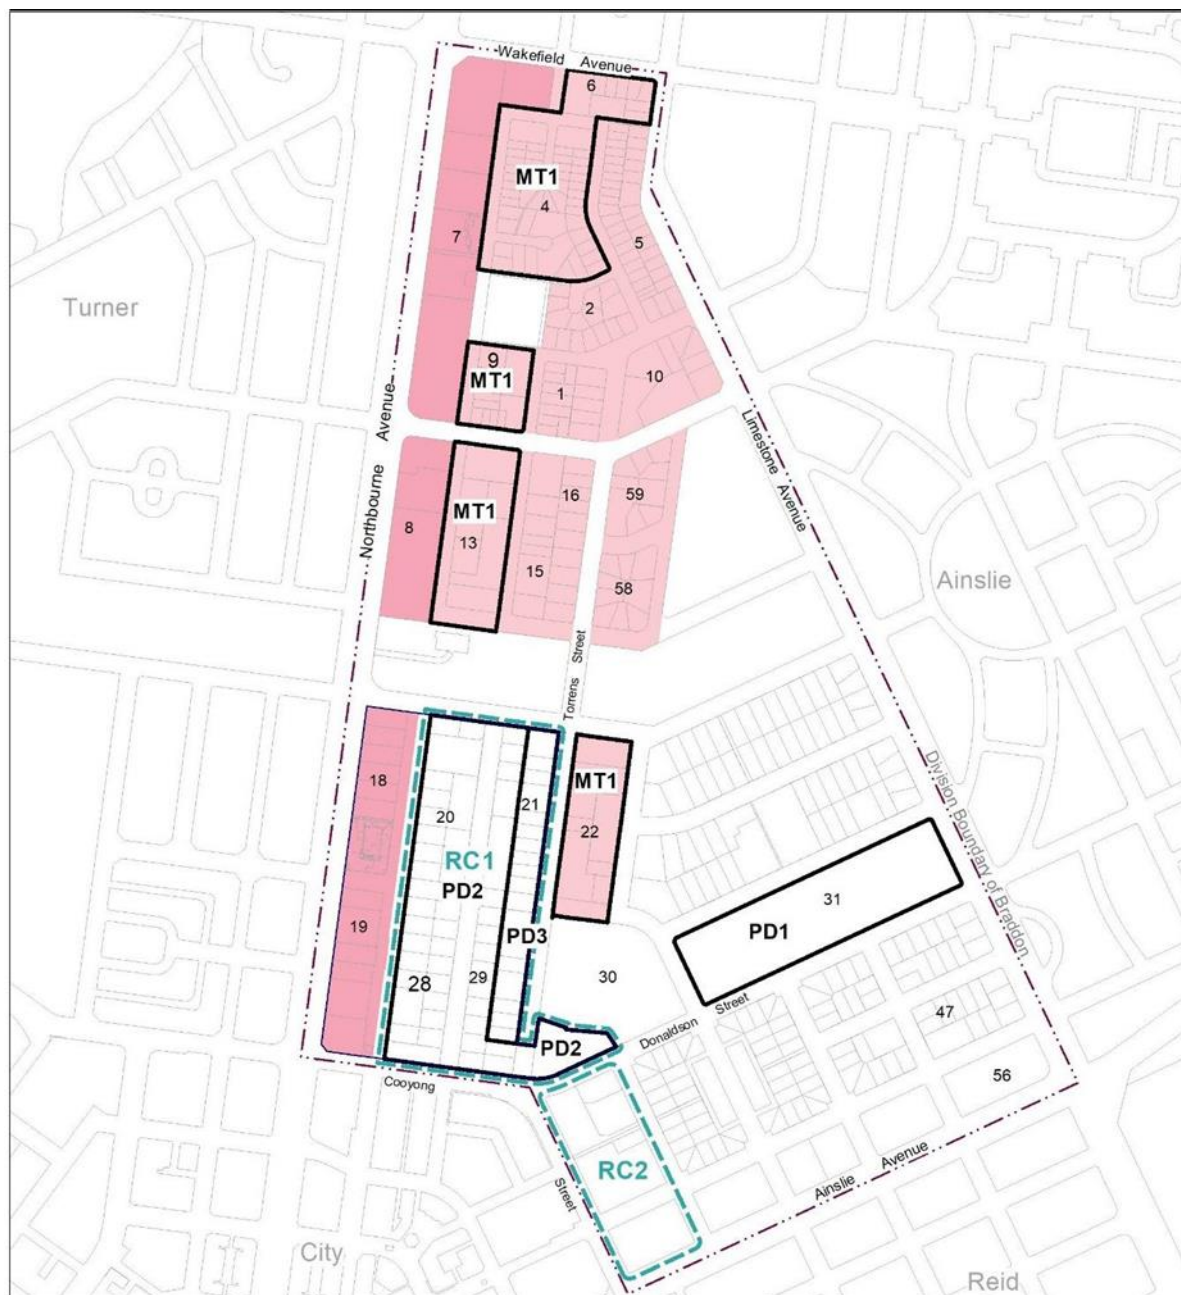 Wakefield Avenue
6
MT1
4
7
5
Turner
2
9
MT1
1
10
Northbourne Avenue
Limestone Avenue
MT1
16
59
8
13
15
58
Ainslie
Torrens Street
18
MT1
21
20
22
RC1
PD2
Division Boundary of Braddon
31
PD1
19
PD3
28
29
30
Donaldson Street
47
PD2
56
Cooyong Street
RC2
Ainslie Avenue
City
Reid